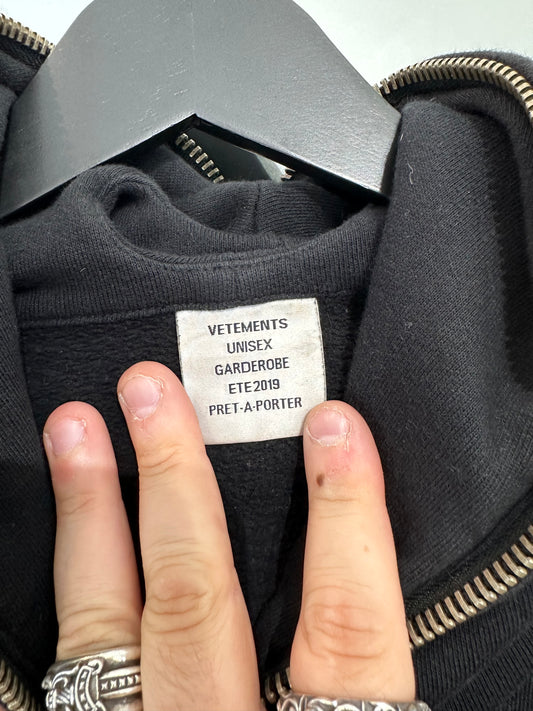 VETEMENTS
UNISEX
GARDEROBE
ETE2019
PRET-A-PORTER